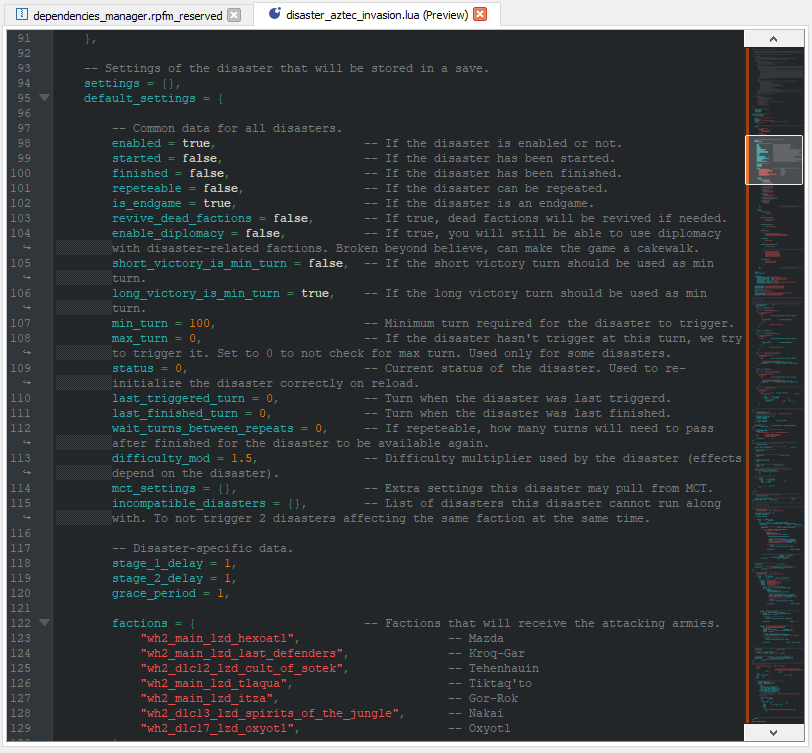 dependencies_manager.rpfm_reserved
disaster_aztec_invasion.lua (Preview)
91 },
92
93 -- Settings of the disaster that will be stored in a save.
94 settings = {},
95 default_settings = {
96
97 -- Common data for all disasters.
98 enabled = true, -- If the disaster is enabled or not.
99 started = false, -- If the disaster has been started.
100 finished = false, -- If the disaster has been finished.
101 repeteable = false, -- If the disaster can be repeated.
102 is_endgame = true, -- If the disaster is an endgame.
103 revive_dead_factions = false, -- If true, dead factions will be revived if needed.
104 enable_diplomacy = false, -- If true, you will still be able to use diplomacy
with disaster-related factions. Broken beyond believe, can make the game a cakewalk.
105 short_victory_is_min_turn = false, -- If the short victory turn should be used as min
turn.
106 long_victory_is_min_turn = true, -- If the long victory turn should be used as min
turn.
107 min_turn = 100, -- Minimum turn required for the disaster to trigger.
108 max_turn = 0, -- If the disaster hasn't trigger at this turn, we try
to trigger it. Set to 0 to not check for max turn. Used only for some disasters.
109 status = 0, -- Current status of the disaster. Used to re-
initialize the disaster correctly on reload.
110 last_triggered_turn = 0, -- Turn when the disaster was last triggerd.
111 last_finished_turn = 0, -- Turn when the disaster was last finished.
112 wait_turns_between_repeats = 0, -- If repeteable, how many turns will need to pass
after finished for the disaster to be available again.
113 difficulty_mod = 1.5, -- Difficulty multiplier used by the disaster (effects
depend on the disaster).
114 mct_settings = {}, -- Extra settings this disaster may pull from MCT.
115 incompatible_disasters = {}, -- List of disasters this disaster cannot run along
with. To not trigger 2 disasters affecting the same faction at the same time.
116
117 -- Disaster-specific data.
118 stage_1_delay = 1,
119 stage_2_delay = 1,
120 grace_period = 1,
121
122 factions = { -- Factions that will receive the attacking armies.
123 "wh2_main_lzd_hexoatl", -- Mazda
124 "wh2_main_lzd_last_defenders", -- Kroq-Gar
125 "wh2_dlc12_lzd_cult_of_sotek", -- Tehenhauin
126 "wh2_main_lzd_tlaqua", -- Tiktaq'to
127 "wh2_main_lzd_itza", -- Gor-Rok
128 "wh2_dlc13_lzd_spirits_of_the_jungle", -- Nakai
129 "wh2_dlc17_lzd_oxyotl", -- Oxyotl